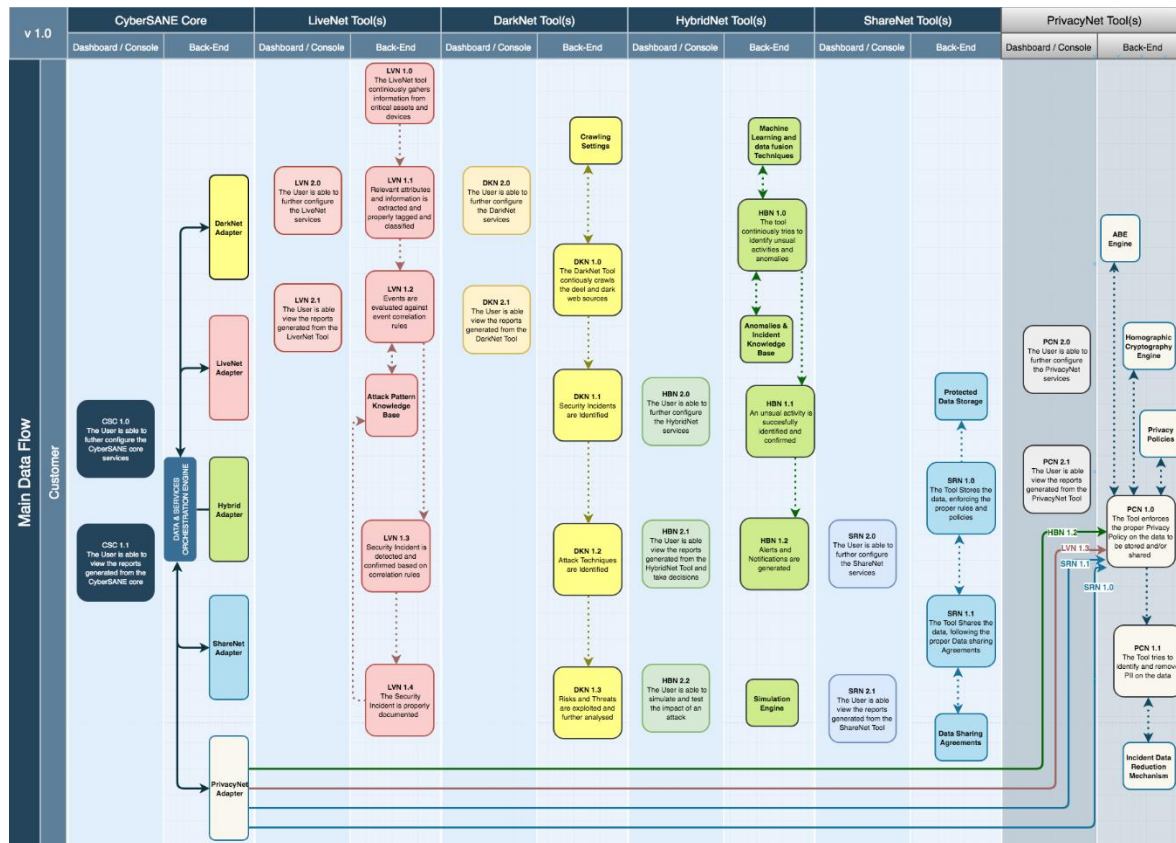 v 1.0
CyberSANE Core
LiveNet Tool(s)
DarkNet Tool(s)
HybridNet Tool(s)
ShareNet Tool(s)
PrivacyNet Tool(s)
Dashboard / Console
Back-End
Dashboard / Console
Back-End
Dashboard / Console
Back-End
Dashboard / Console
Back-End
Dashboard / Console
Back-End
Dashboard / Console
Back-End
Main Data Flow
Customer
CSC 1.0
The User is able to
futher configure the
CyberSANE core
services
CSC 1.1
The User is able to
view the reports
generated from the
CyberSANE core
DATA & SERVICES
ORCHESTRATION ENGINE
DarkNet
Adapter
LiveNet
Adapter
Hybrid
Adapter
ShareNet
Adapter
PrivacyNet
Adapter
LVN 2.0
The User is able to
further configure
the LiveNet
services
LVN 2.1
The User is able
view the reports
generated from the
LiverNet Tool
LVN 1.0
The LiveNet tool
continiously gahers
information from
critical assets and
devices
LVN 1.1
Relevant attributes
and information is
extracted and
properly tagged and
classified
LVN 1.2
Events are
evaluated against
event correlation
rules
Attack Pattern
Knowledge
Base
LVN 1.3
Security Incident is
detected and
confirmed based on
correlation rules
LVN 1.4
The Security
Incident is properly
documented
DKN 2.0
The User is able to
further configure
the DarkNet
services
DKN 2.1
The User is able
view the reports
generated from the
DarkNet Tool
Crawling
Settings
DKN 1.0
The DarkNet Tool
contiously crawls
the deel and dark
web sources
DKN 1.1
Security Incidents
are Identified
DKN 1.2
Attack Techniques
are Identified
DKN 1.3
Risks and Threats
are exploited and
further analysed
HBN 2.0
The User is able to
further configure
the HybridNet
services
HBN 2.1
The User is able
view the reports
generated from the
HybridNet Tool and
take decisions
HBN 2.2
The User is able to
simulate and test
the impact of an
attack
Machine
Learning and
data fusion
Techniques
HBN 1.0
The tool
continiously tries to
identify unusual
activities and
anomalies
Anomalies &
Incident Knowledge
Base
HBN 1.1
An unusual activity is
succesfully
identified and
confirmed
HBN 1.2
Alerts and
Notifications are
generated
Simulation
Engine
SRN 2.0
The User is able to
further configure
the ShareNet
services
SRN 2.1
The User is able
view the reports
generated from the
ShareNet Tool
Protected
Data Storage
SRN 1.0
The Tool Stores the
data, enforcing the
proper rules and
policies
SRN 1.1
The Tool Shares the
data, following the
proper Data sharing
Agreements
Data Sharing
Agreements
PCN 2.0
The User is able to
further configure
the PrivacyNet
services
PCN 2.1
The User is able
view the reports
generated from the
PrivacyNet Tool
ABE
Engine
Homographic
Cryptography
Engine
Privacy
Policies
PCN 1.0
The Tool enforces
the proper Privacy
Policy on the data to
be stored and/or
shared
HBN 1.2
LVN 1.3
SRN 1.1
SRN 1.0
PCN 1.1
The Tool tries to
identify and remove
PII on the data
Incident Data
Reduction
Mechanism